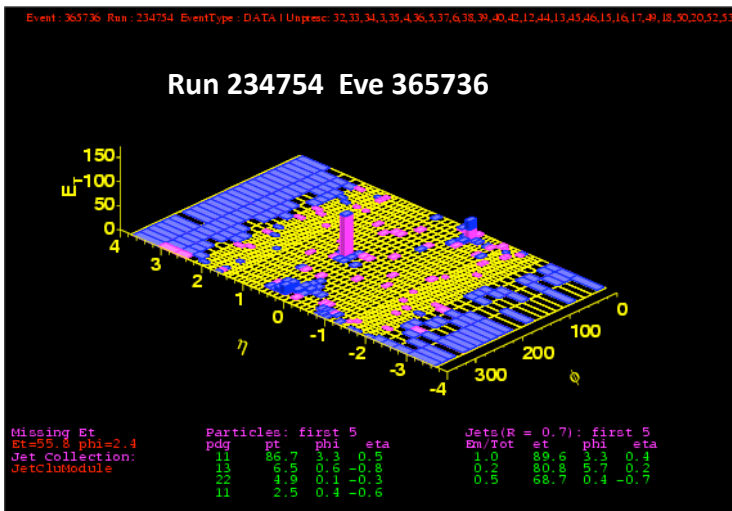 Event : 365736 Run : 234754 EventType : DATA | Unpresc: 32,33,34,3,35,4,36,5,37,6,38,39,40,42,12,44,13,45,46,15,16,17,49,18,50,20,52,53
Run 234754 Eve 365736
150
100
50
0
E_T
4
3
2
1
0
-1
-2
-3
-4
η
300
200
100
0
ϕ
Missing Et
Et=55.8 phi=2.4
Jet Collection:
JetCluModule
Particles: first 5
pdg pt phi eta
11 86.7 3.3 0.5
13 6.5 0.6 -0.8
22 4.9 0.1 -0.3
11 2.5 0.4 -0.6
Jets(R = 0.7): first 5
Em/Tot et phi eta
1.0 89.6 3.3 0.4
0.2 80.8 5.7 0.2
0.5 68.7 0.4 -0.7